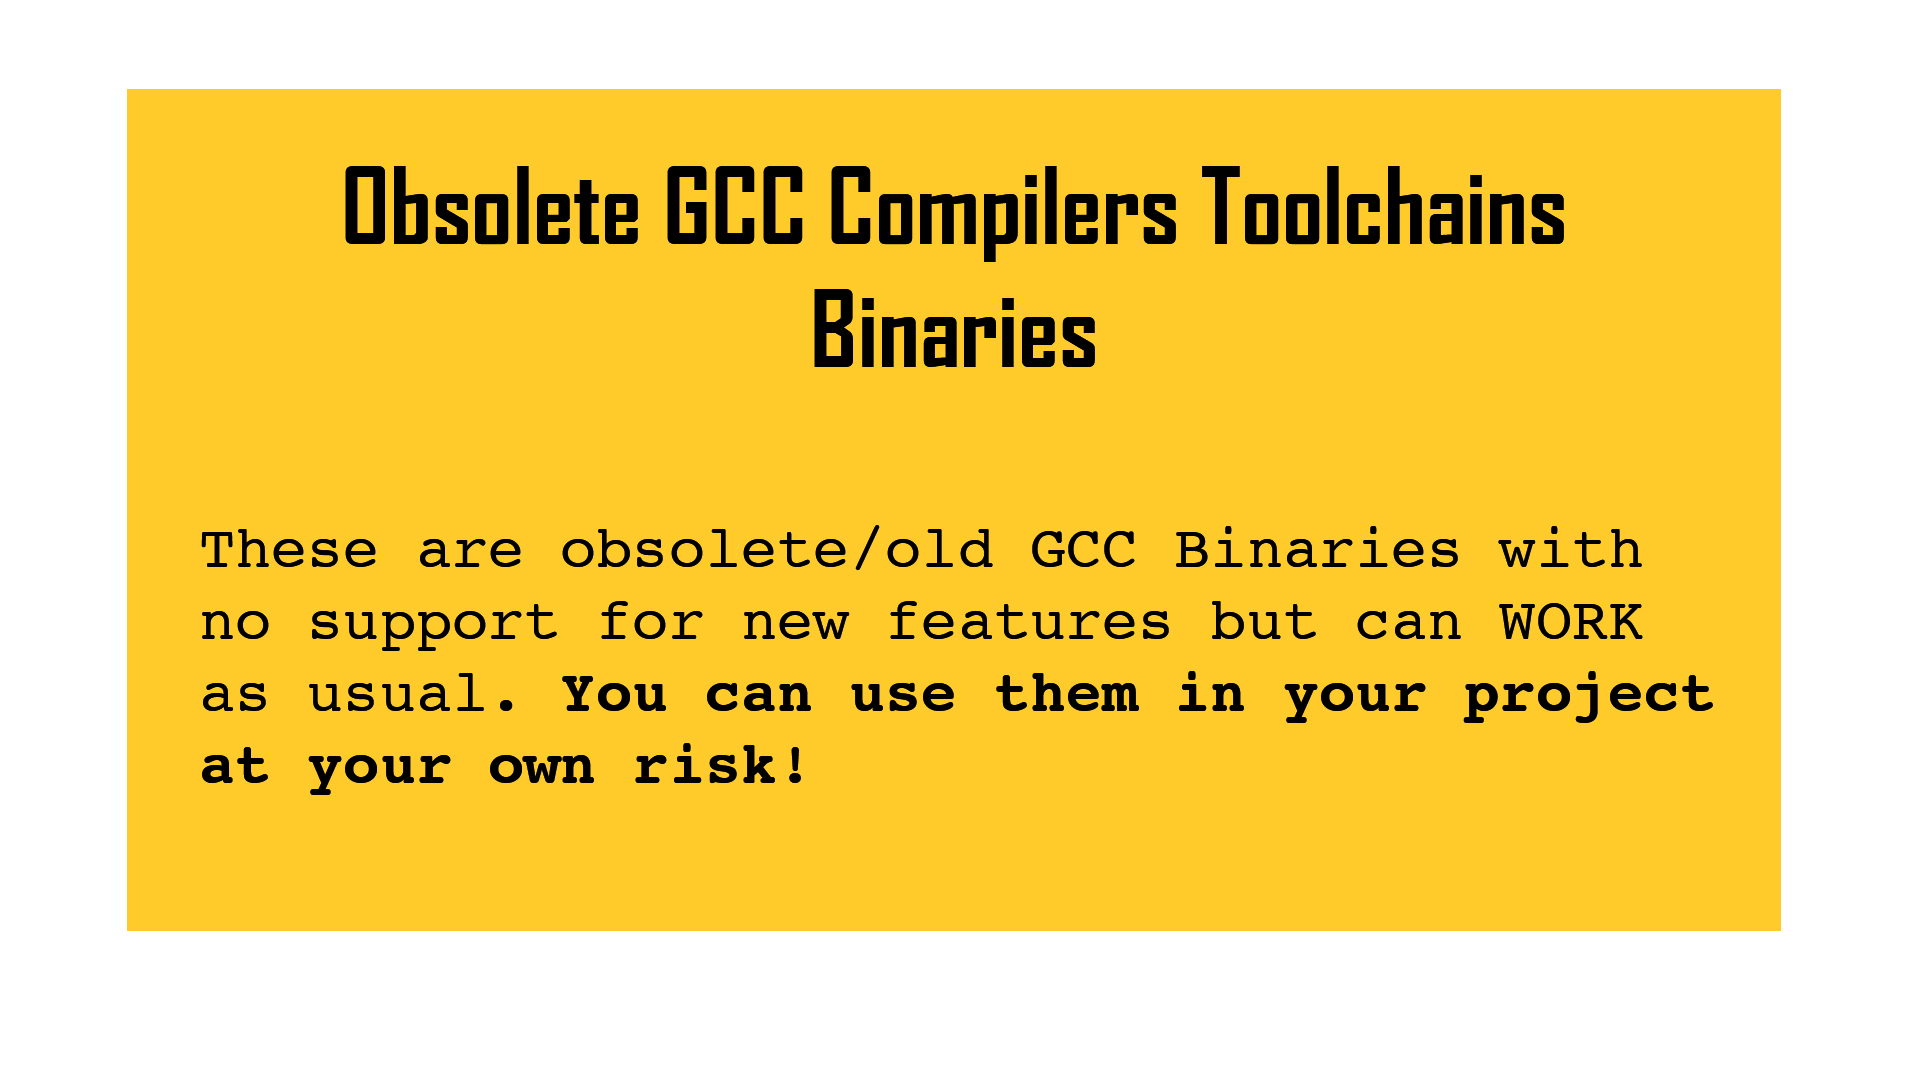 Obsolete GCC Compilers Toolchains
Binaries
These are obsolete/old GCC Binaries with
no support for new features but can WORK
as usual. You can use them in your project
at your own risk!